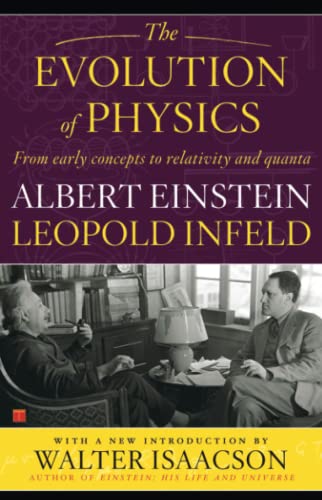 The
EVOLUTION
of PHYSICS
From early concepts to relativity and quanta
ALBERT EINSTEIN
LEOPOLD INFELD
WITH A NEW INTRODUCTION BY
WALTER ISAACSON
AUTHOR OF EINSTEIN: HIS LIFE AND UNIVERSE